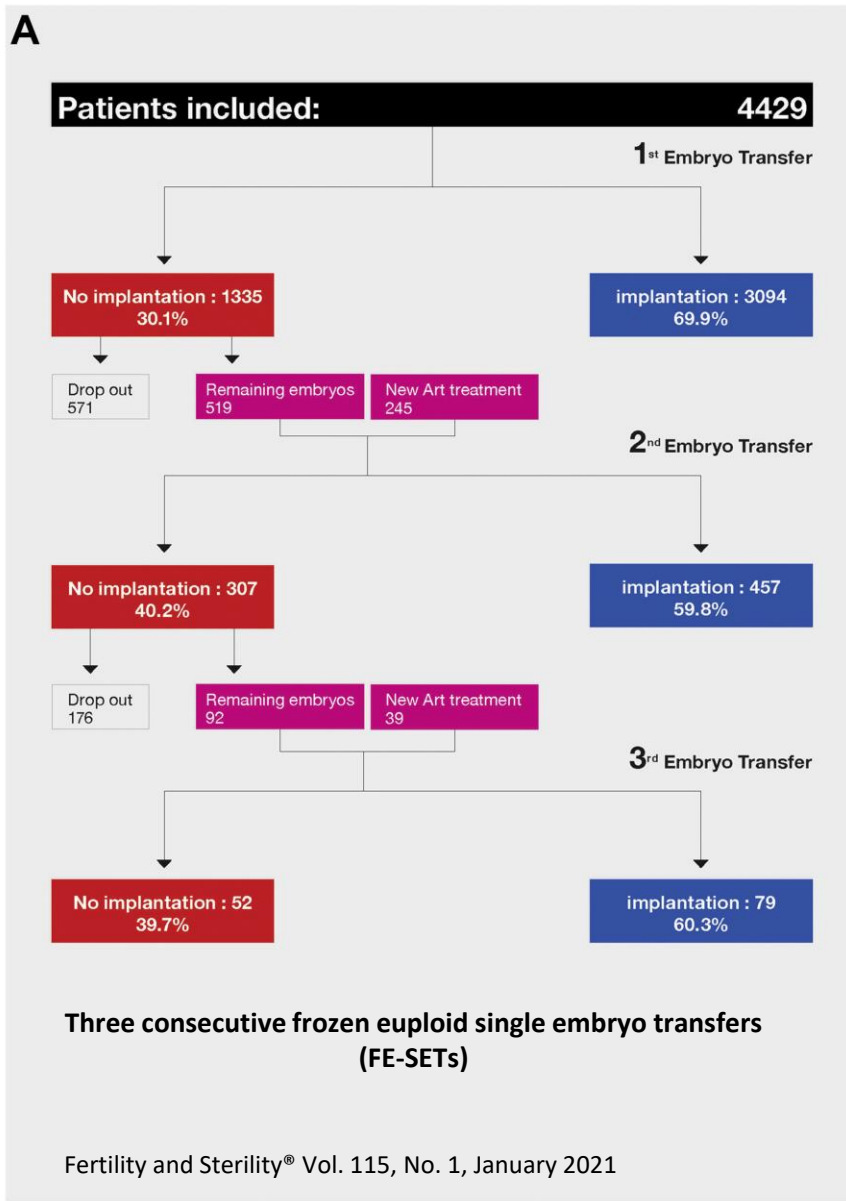 A
Patients included: 4429
1st Embryo Transfer
No implantation : 1335
30.1%
implantation : 3094
69.9%
Drop out
571
Remaining embryos
519
New Art treatment
245
2nd Embryo Transfer
No implantation : 307
40.2%
implantation : 457
59.8%
Drop out
176
Remaining embryos
92
New Art treatment
39
3rd Embryo Transfer
No implantation : 52
39.7%
implantation : 79
60.3%
Three consecutive frozen euploid single embryo transfers
(FE-SETs)
Fertility and Sterility® Vol. 115, No. 1, January 2021